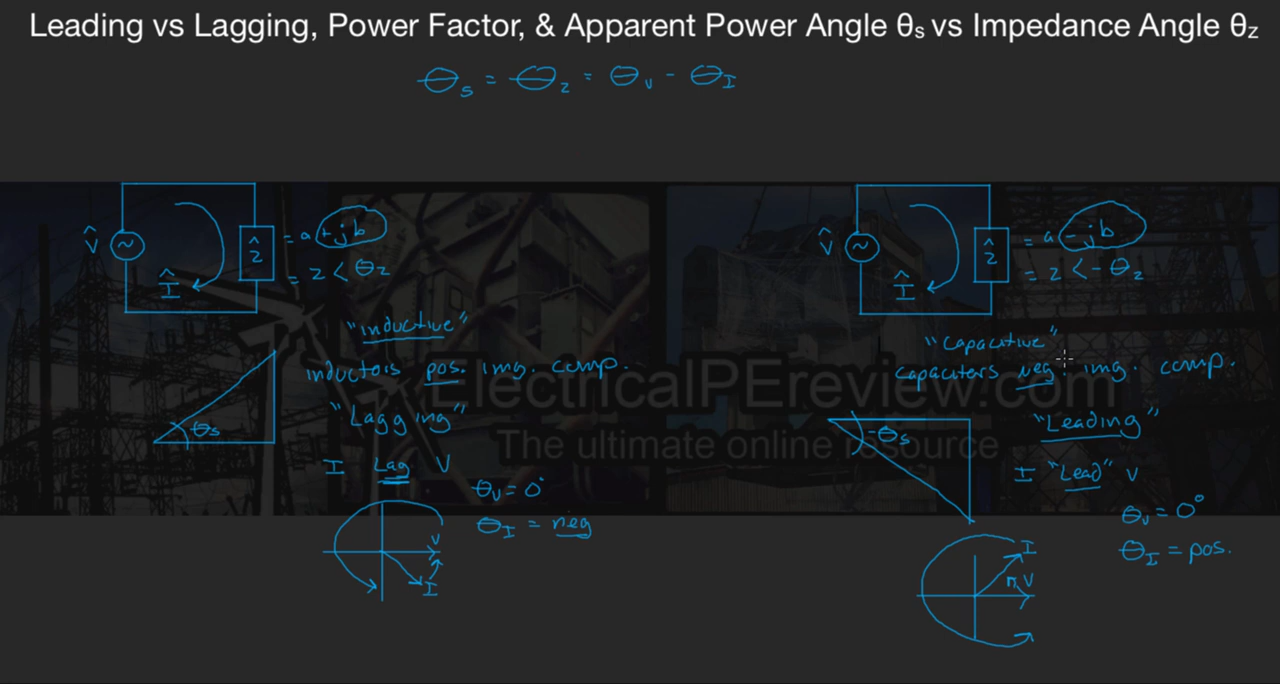 Leading vs Lagging, Power Factor, & Apparent Power Angle θs vs Impedance Angle θz
θs = θz = θv - θI
V̂ ~ Î Ẑ = a + jb
= Z < θz
"inductive"
inductors pos. img. comp.
θs
"Lagging"
I Lag V
θv = 0°
θI = neg
V
I
V̂ ~ Î Ẑ = a - jb
= Z < - θz
"Capacitive"
capacitors neg. img. comp.
-θs
"Leading"
I "Lead" V
θv = 0°
θI = pos.
I
V
ElectricalPEreview.com
The ultimate online resource